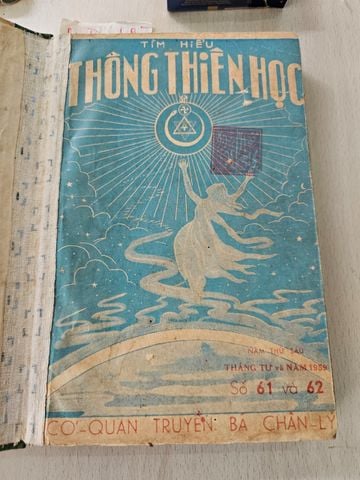 TÌM HIỂU
THÔNG THIÊN HỌC
NĂM THỨ SÁU
THÁNG TƯ và NĂM 1959
Số 61 và 62
CƠ-QUAN TRUYỀN BÁ CHÂN-LÝ